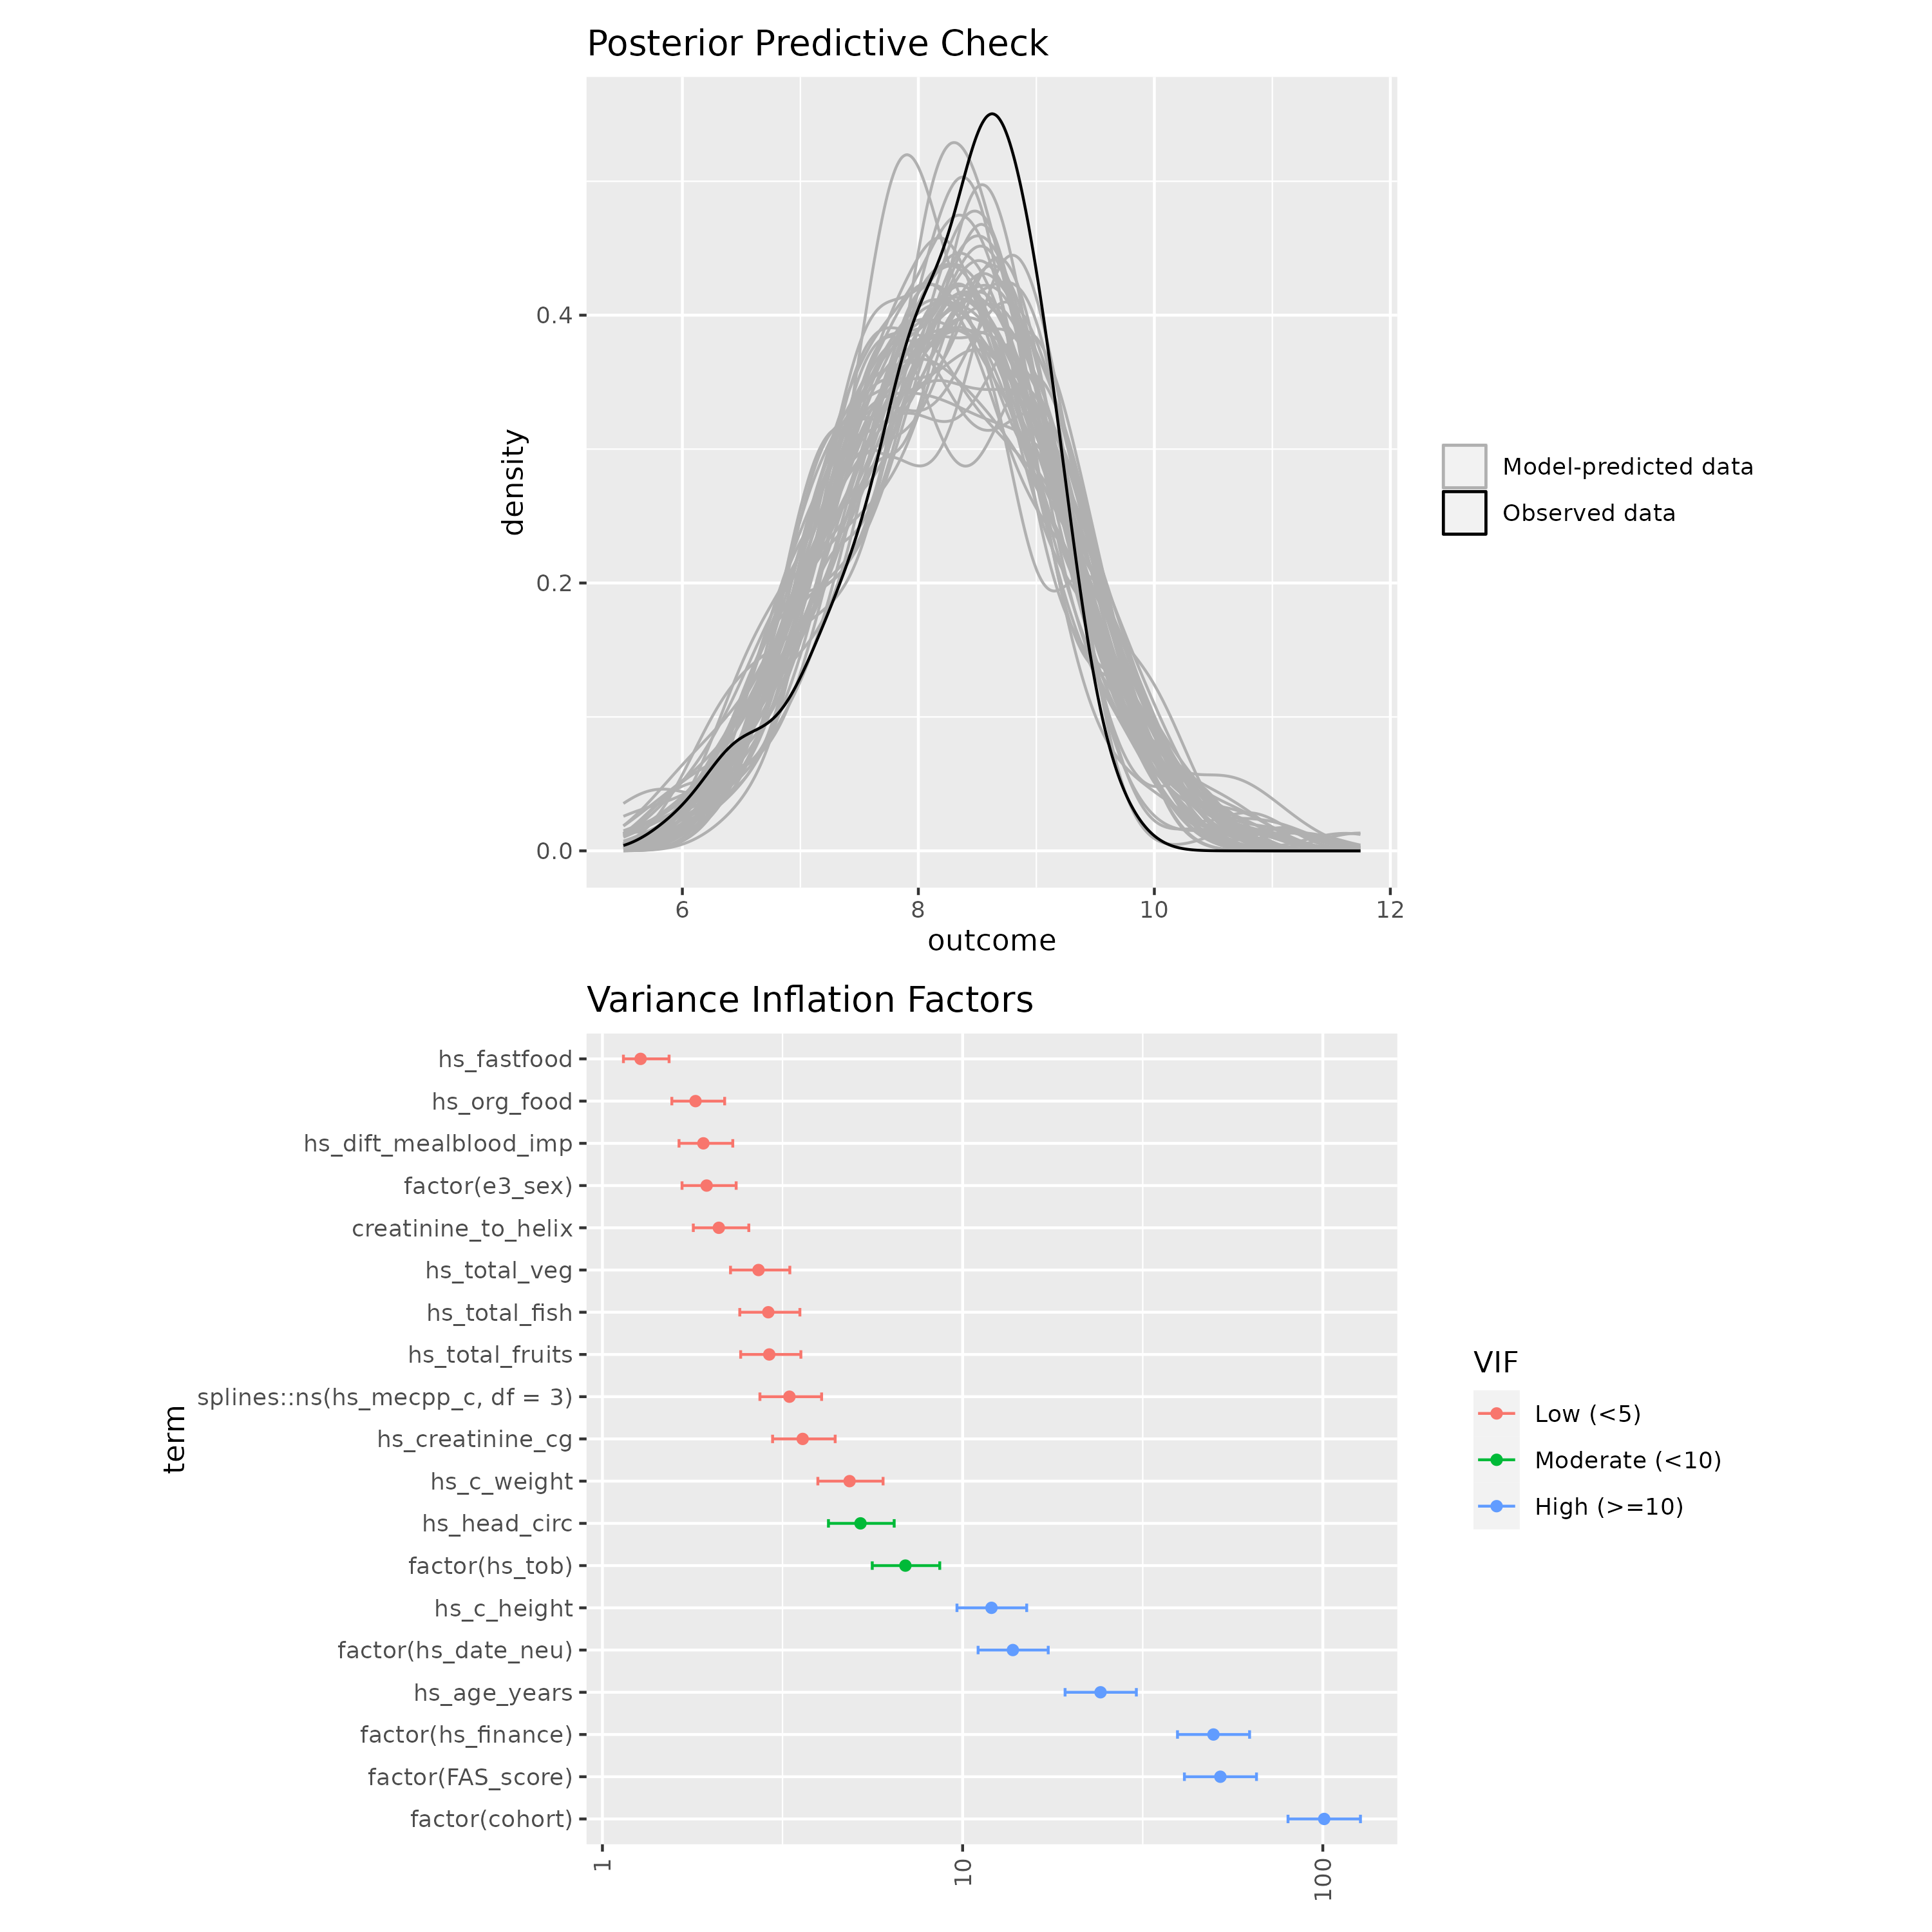 Posterior Predictive Check
density
0.4
0.2
0.0
6
8
10
12
outcome
Model-predicted data
Observed data
Variance Inflation Factors
term
hs_fastfood
hs_org_food
hs_dift_mealblood_imp
factor(e3_sex)
creatinine_to_helix
hs_total_veg
hs_total_fish
hs_total_fruits
splines::ns(hs_mecpp_c, df = 3)
hs_creatinine_cg
hs_c_weight
hs_head_circ
factor(hs_tob)
hs_c_height
factor(hs_date_neu)
hs_age_years
factor(hs_finance)
factor(FAS_score)
factor(cohort)
1
10
100
VIF
Low (<5)
Moderate (<10)
High (>=10)